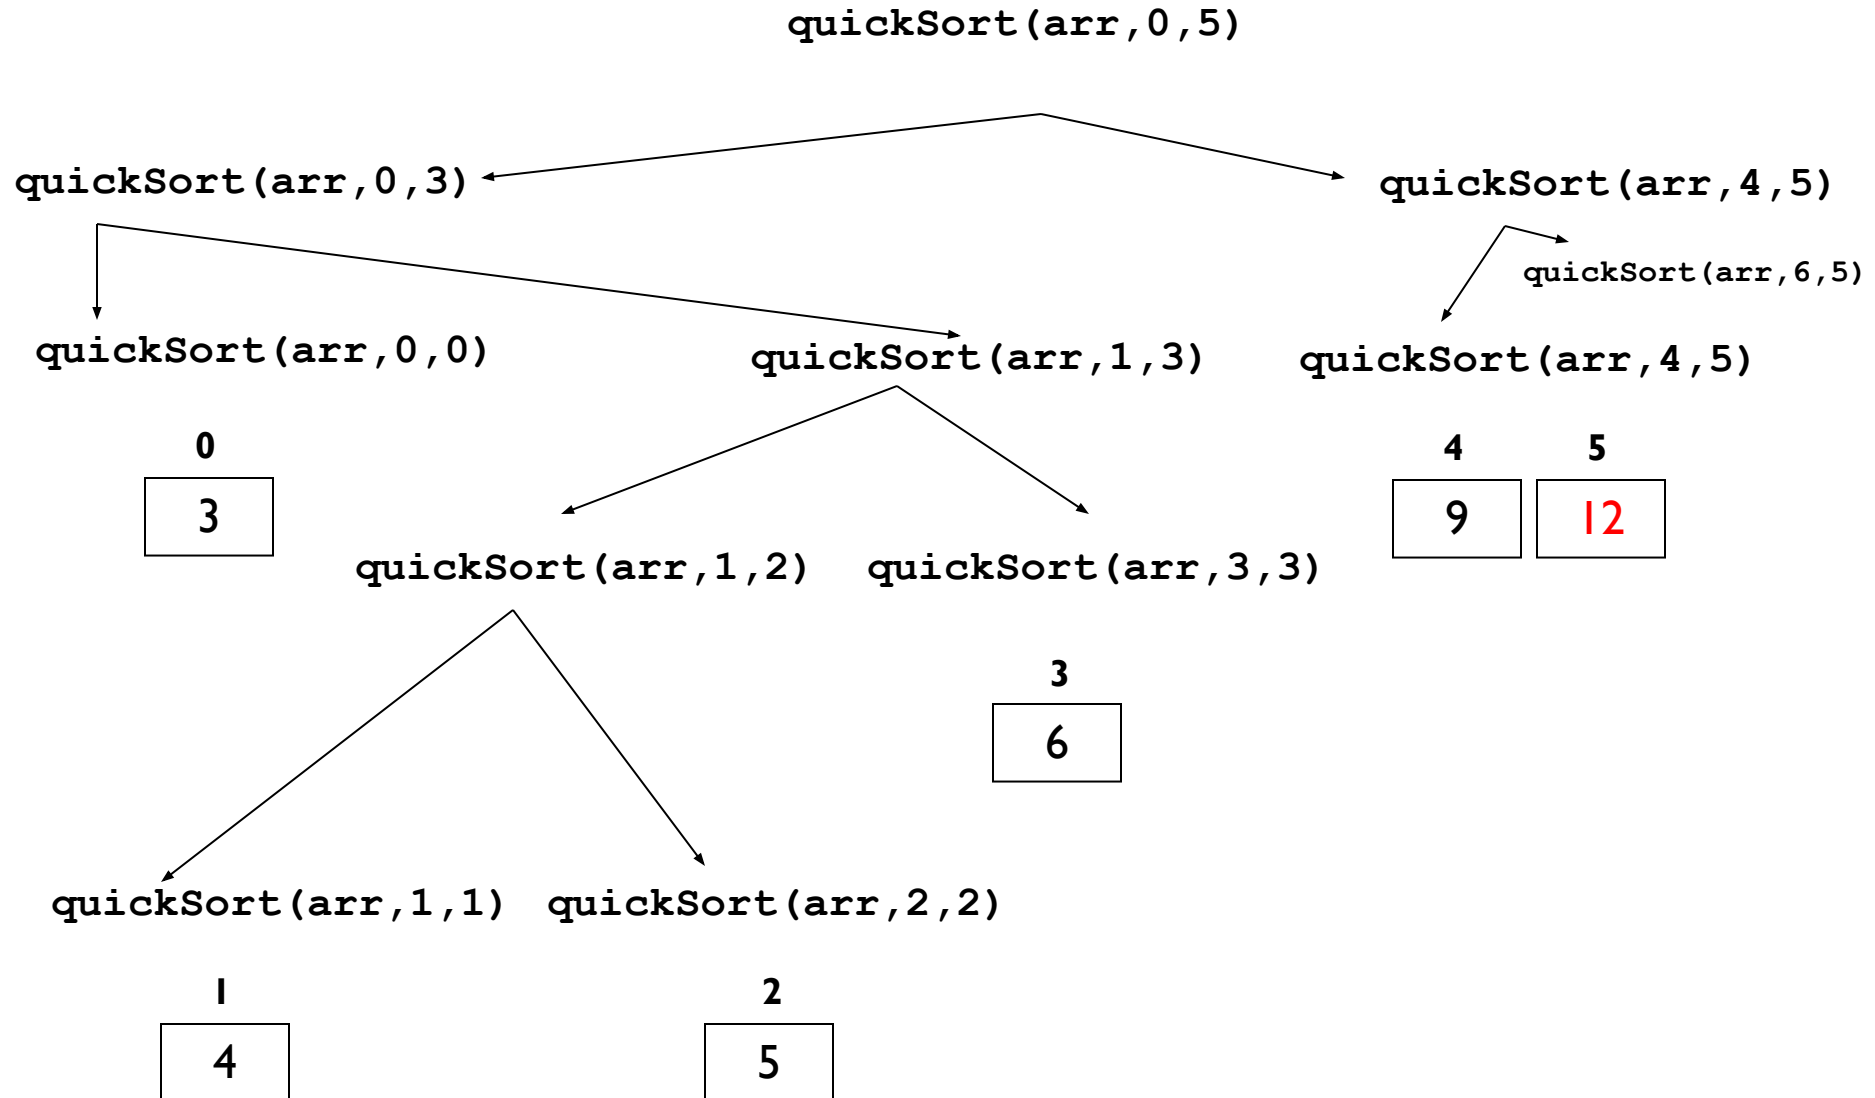 quickSort(arr,0,5)
quickSort(arr,0,3)
quickSort(arr,4,5)
quickSort(arr,6,5)
quickSort(arr,0,0)
quickSort(arr,1,3)
quickSort(arr,4,5)
0
4 5
3
9 12
quickSort(arr,1,2)
quickSort(arr,3,3)
3
6
quickSort(arr,1,1)
quickSort(arr,2,2)
1
2
4
5